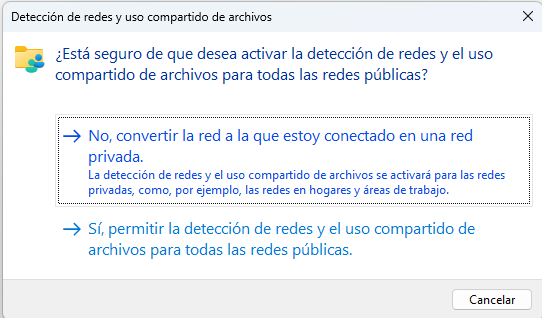 Detección de redes y uso compartido de archivos
¿Está seguro de que desea activar la detección de redes y el uso
compartido de archivos para todas las redes públicas?
No, convertir la red a la que estoy conectado en una red
privada.
La detección de redes y el uso compartido de archivos se activará para las redes
privadas, como, por ejemplo, las redes en hogares y áreas de trabajo.
Sí, permitir la detección de redes y el uso compartido de
archivos para todas las redes públicas.
Cancelar